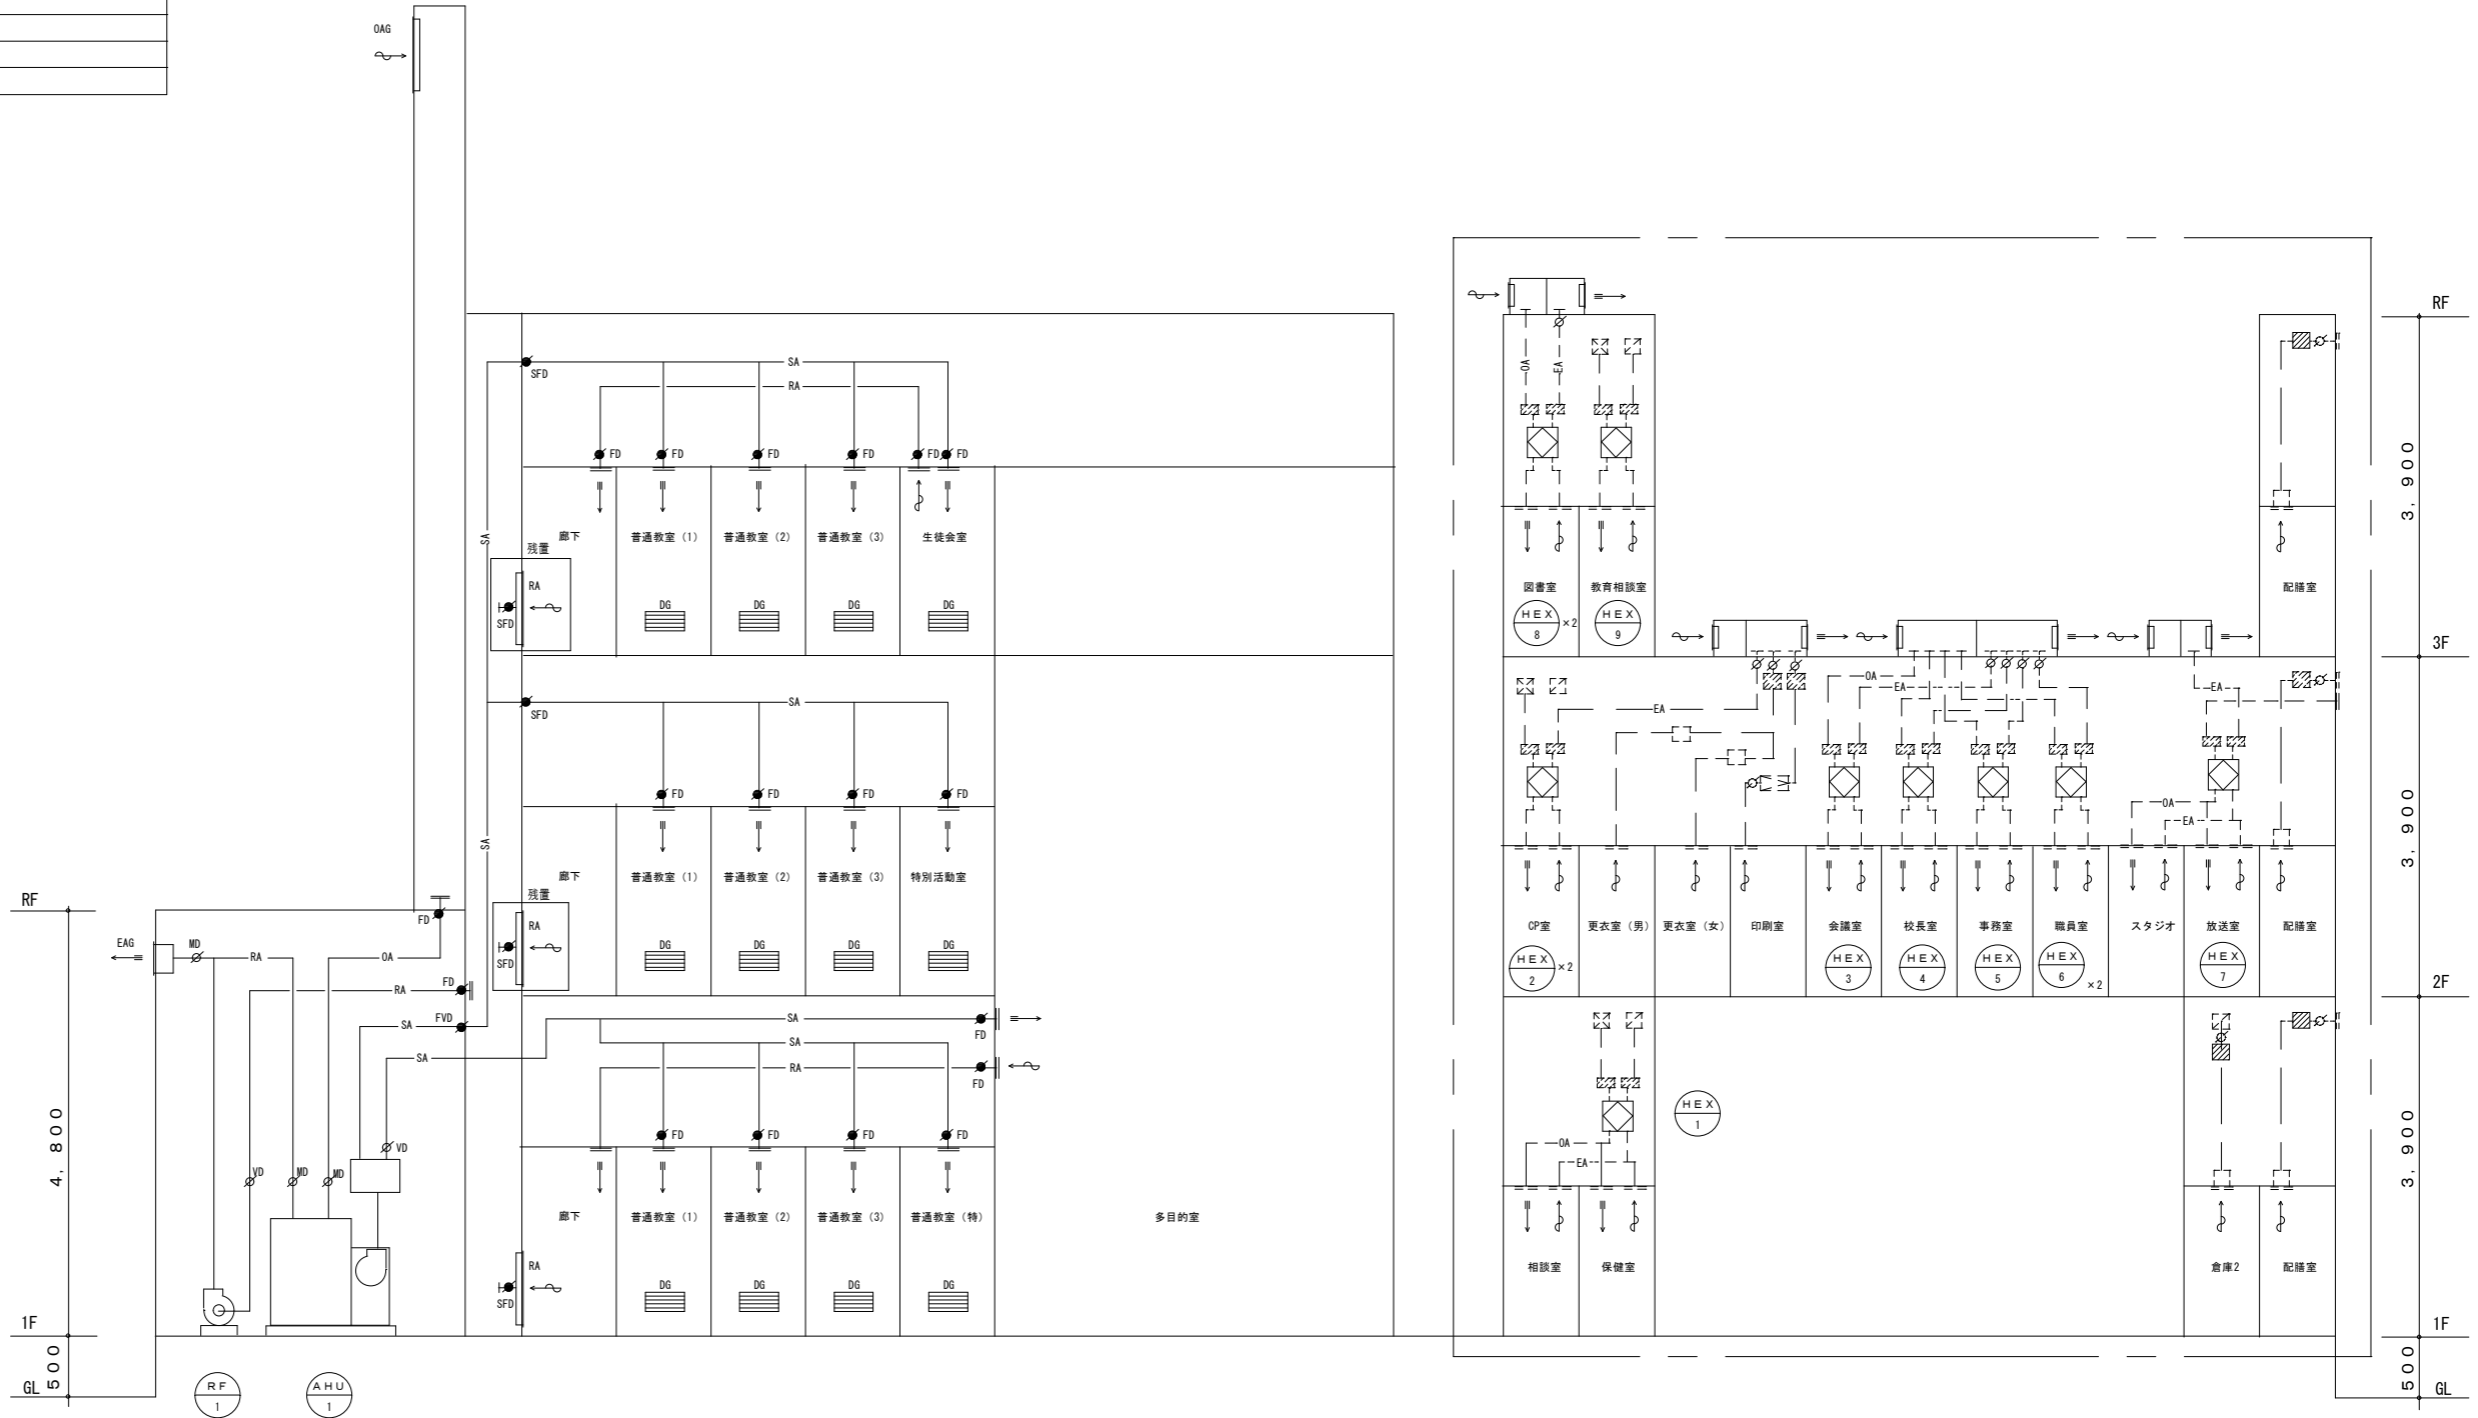 OAG
RF
SA
SFD
RA
FD FD FD FD FD FD
OA EA
3,900
SA
廊下 普通教室(1) 普通教室(2) 普通教室(3) 生徒会室
残置
RA
SFD
DG DG DG DG
図書室 教育相談室 配膳室
HEX 8 ×2
HEX 9
3F
SA
SFD
OA
EA
EA
EA
FD FD FD FD
3,900
OA
EA
SA
廊下 普通教室(1) 普通教室(2) 普通教室(3) 特別活動室
残置
RF
FD
RA
SFD
DG DG DG DG
CP室 更衣室(男) 更衣室(女) 印刷室 会議室 校長室 事務室 職員室 スタジオ 放送室 配膳室
HEX 2 ×2
HEX 3
HEX 4
HEX 5
HEX 6 ×2
HEX 7
EAG MD RA OA
2F
FD
RA
FVD
SA
SA
FD
SA
SA
RA
FD
4,800
HEX 1
3,900
FD FD FD FD
VD
VD MD MD
OA
EA
廊下 普通教室(1) 普通教室(2) 普通教室(3) 普通教室(特) 多目的室
RA
SFD
DG DG DG DG
相談室 保健室 倉庫2 配膳室
1F 1F
500 500
GL GL
RF 1
AHU 1